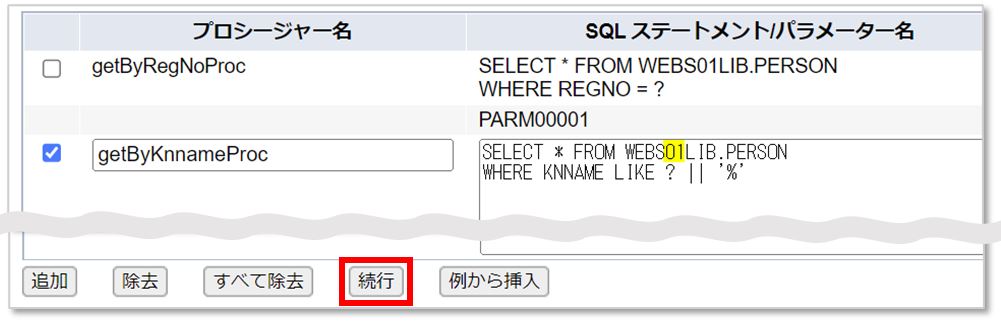 プロシージャー名 SQL ステートメント/パラメーター名
getByRegNoProc SELECT * FROM WEBS01LIB.PERSON
WHERE REGNO = ?
PARM00001
getByKnnameProc SELECT * FROM WEBS01LIB.PERSON
WHERE KNNAME LIKE ? || '%'
追加 除去 すべて除去 続行 例から挿入